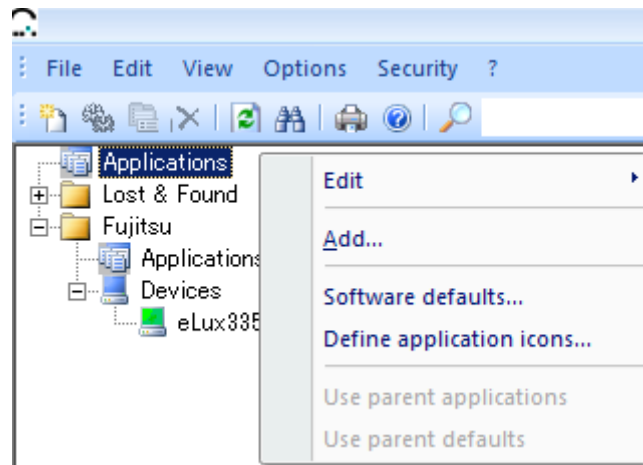 File Edit View Options Security ?
Applications
Lost & Found
Fujitsu
Applications
Devices
eLux335
Edit
Add...
Software defaults...
Define application icons...
Use parent applications
Use parent defaults